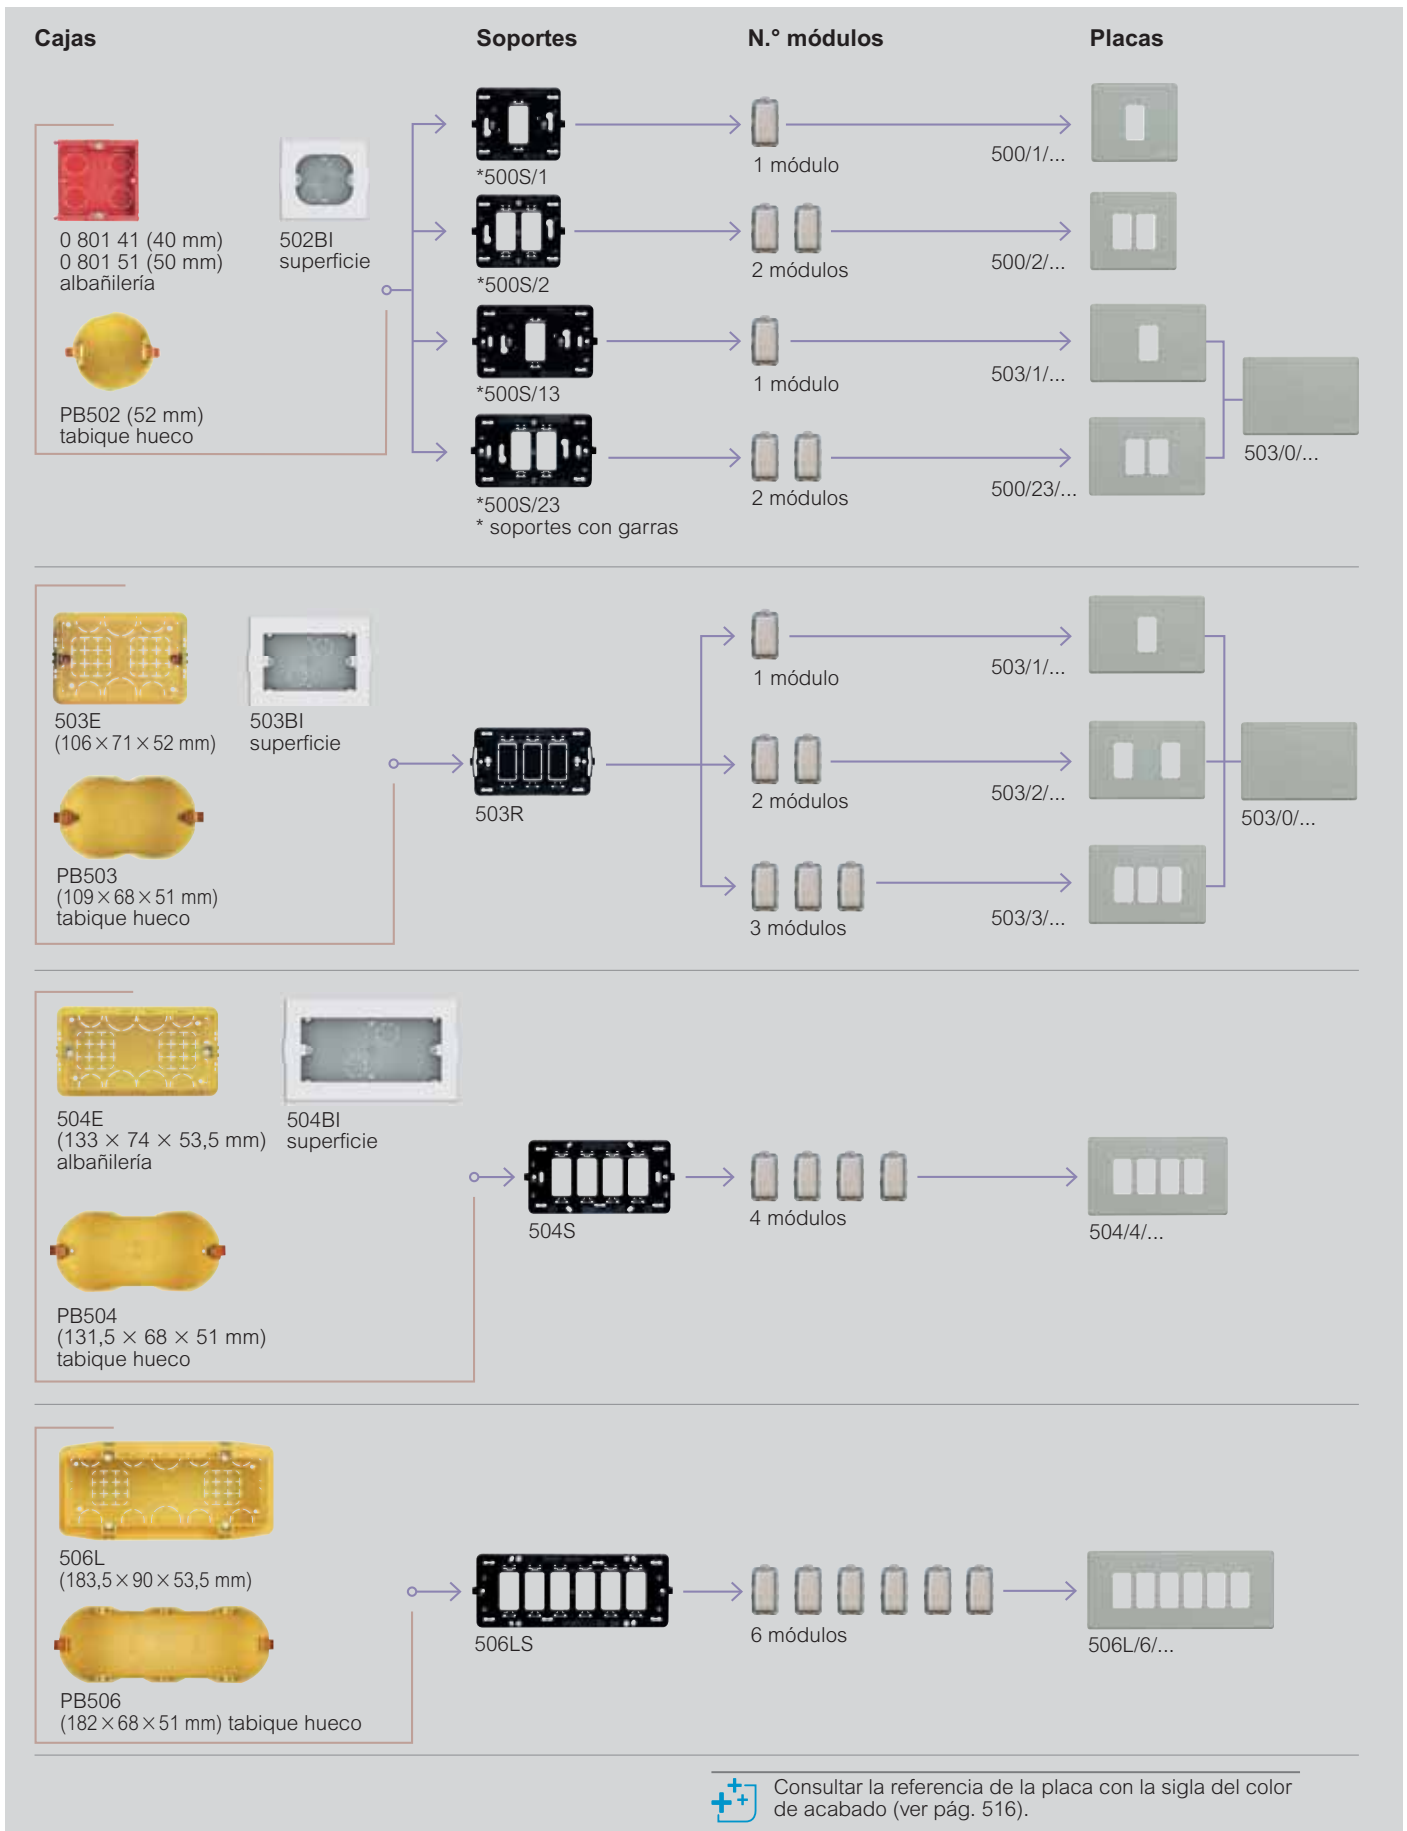 Cajas
Soportes
N.° módulos
Placas
0 801 41 (40 mm)
0 801 51 (50 mm)
albañilería
502BI
superficie
PB502 (52 mm)
tabique hueco
*500S/1
1 módulo
500/1/...
*500S/2
2 módulos
500/2/...
*500S/13
1 módulo
503/1/...
*500S/23
* soportes con garras
2 módulos
500/23/...
503/0/...
503E
(106×71×52 mm)
503BI
superficie
PB503
(109×68×51 mm)
tabique hueco
503R
1 módulo
503/1/...
2 módulos
503/2/...
3 módulos
503/3/...
503/0/...
504E
(133 × 74 × 53,5 mm)
albañilería
504BI
superficie
PB504
(131,5 × 68 × 51 mm)
tabique hueco
504S
4 módulos
504/4/...
506L
(183,5×90×53,5 mm)
PB506
(182×68×51 mm) tabique hueco
506LS
6 módulos
506L/6/...
Consultar la referencia de la placa con la sigla del color
de acabado (ver pág. 516).